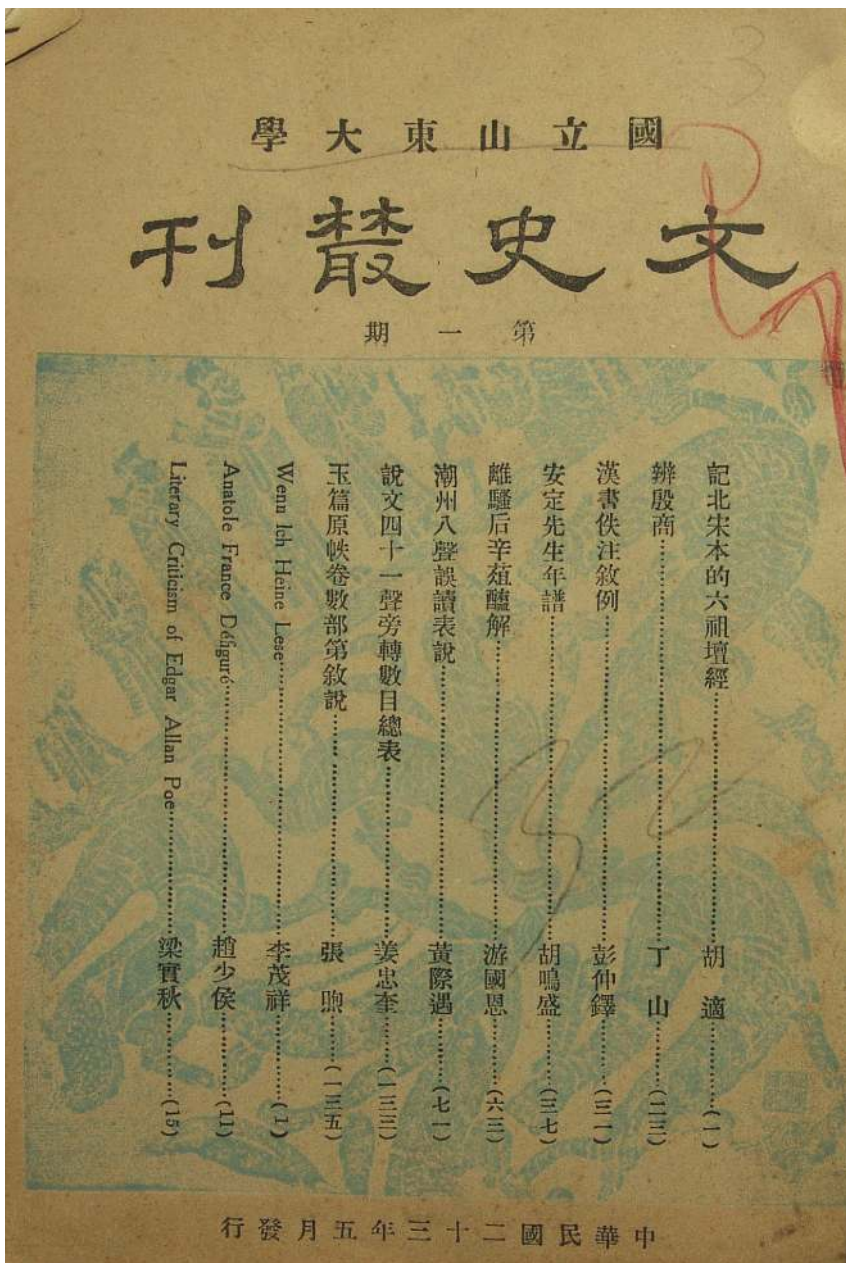 國立山東大學
文史叢刊
第一期
記北宋本的六祖壇經……胡適……(一)
辨殷商……丁山……(二三)
漢書佚注敘例……彭仲鐸……(三一)
安定先生年譜……胡鳴盛……(三七)
離騷后辛菹醢解……游國恩……(六三)
潮州八聲誤讀表說……黃際遇……(七一)
說文四十一聲旁轉數目總表……姜忠奎……(一三三)
玉篇原帙卷數部第敘說……張煦……(一三五)
Wenn Ich Heine Lese……李茂祥……(1)
Anatole France Défiguré……趙少侯……(11)
Literary Criticism of Edgar Allan Poe……梁實秋……(15)
中華民國二十三年五月發行